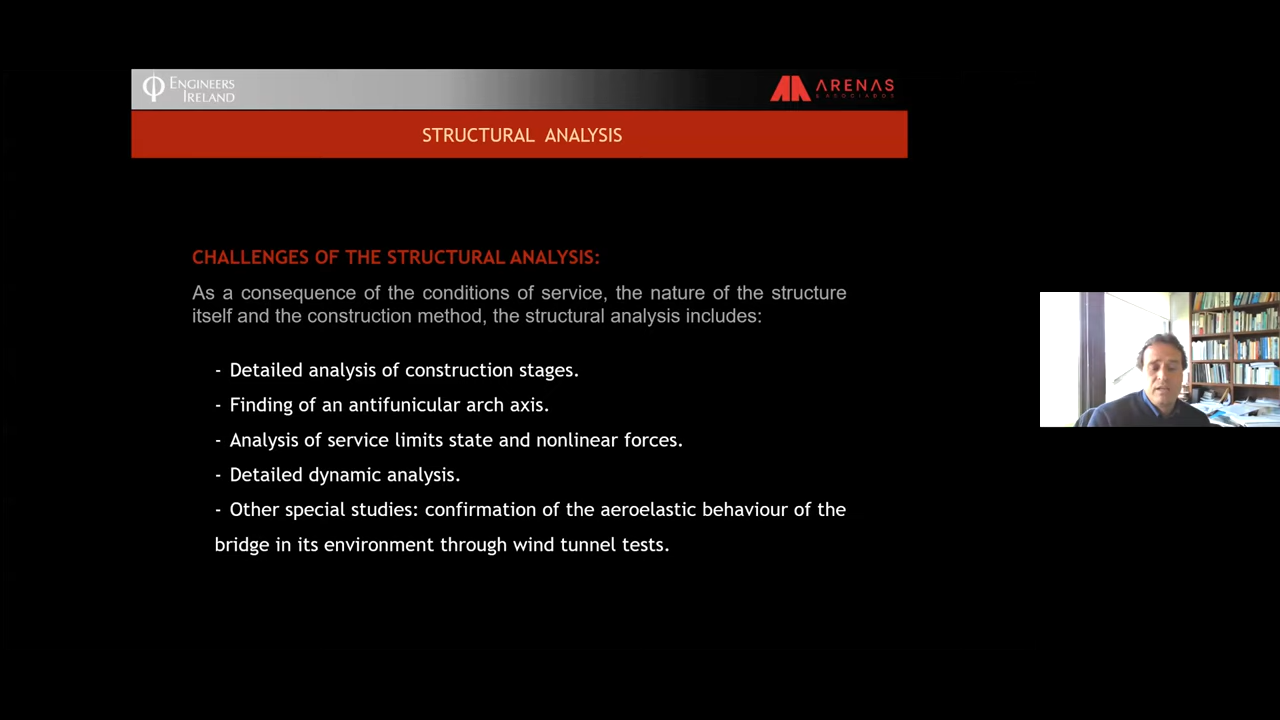 ENGINEERS
IRELAND
ARENAS
& ASOCIADOS
STRUCTURAL ANALYSIS
CHALLENGES OF THE STRUCTURAL ANALYSIS:
As a consequence of the conditions of service, the nature of the structure
itself and the construction method, the structural analysis includes:
- Detailed analysis of construction stages.
- Finding of an antifunicular arch axis.
- Analysis of service limits state and nonlinear forces.
- Detailed dynamic analysis.
- Other special studies: confirmation of the aeroelastic behaviour of the
bridge in its environment through wind tunnel tests.